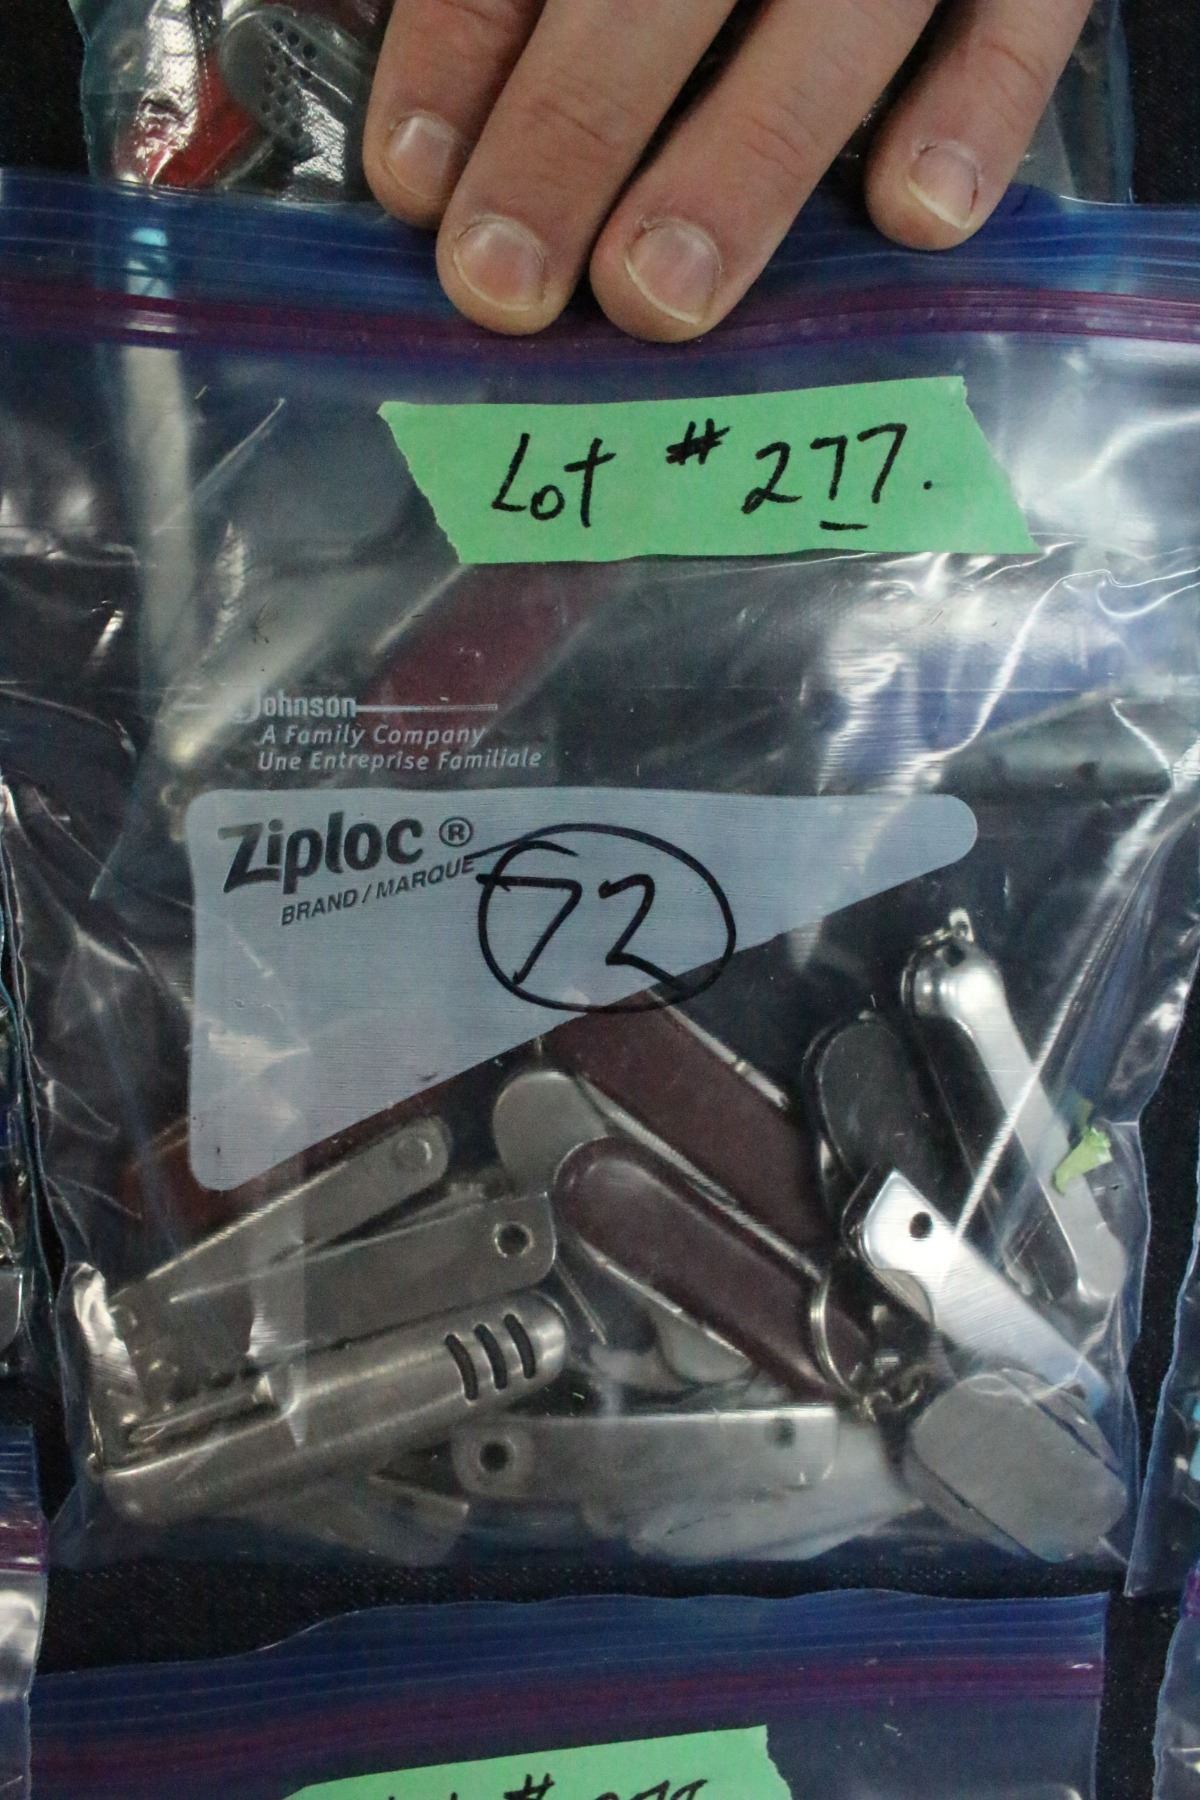 Lot # 277.
Johnson
A Family Company
Une Entreprise Familiale
Ziploc ®
BRAND / MARQUE
72